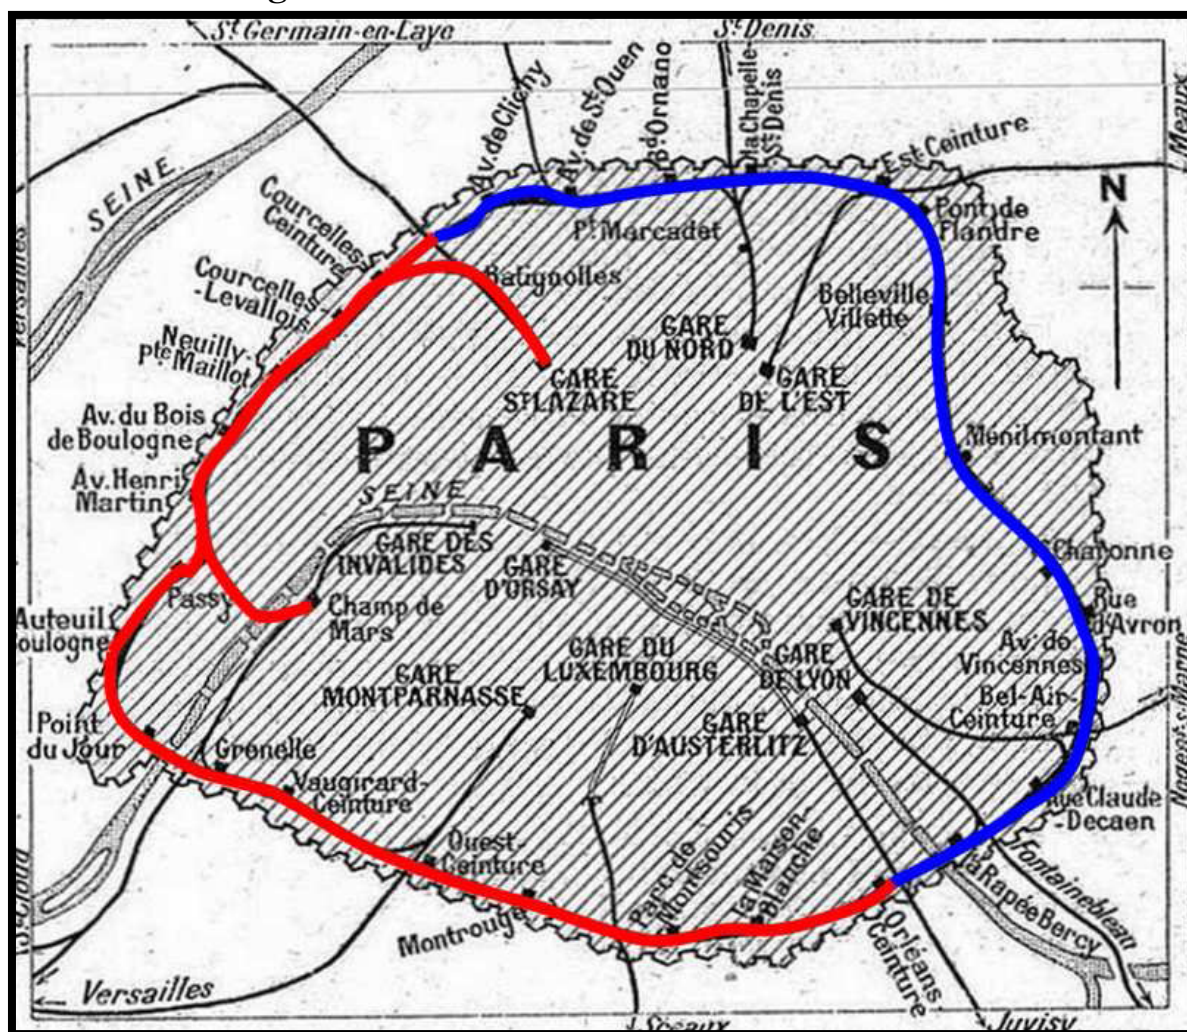 St Germain-en-Laye
St Denis
Meaux
Av. de Clichy
Av. de St Ouen
Bd Ornano
la Chapelle-
St Denis
Est Ceinture
N
SEINE
Versailles
Courcelles-
Ceinture
Courcelles
-Levallois
Neuilly-
Pte Maillot
Av. du Bois
de Boulogne
Av. Henri
Martin
Batignolles
Pt Marcadet
Pont de
Flandre
Belleville
Villette
GARE
DU NORD
GARE
DE L'EST
GARE
ST LAZARE
PARIS
Ménilmontant
SEINE
GARE DES
INVALIDES
GARE
D'ORSAY
Charonne
Rue
d'Avron
Av. de
Vincennes
Bel-Air-
Ceinture
GARE DE
VINCENNES
Passy
Champ de
Mars
Auteuil
GARE
MONTPARNASSE
GARE DU
LUXEMBOURG
GARE
DE LYON
GARE
D'AUSTERLITZ
Point
du Jour
Grenelle
Vaugirard-
Ceinture
Ouest-
Ceinture
Montrouge
Parc de
Montsouris
la Maison-
Blanche
Orléans
Ceinture
la Rapée Bercy
Rue Claude
-Decaen
Fontainebleau
Versailles
Sceaux
Juvisy